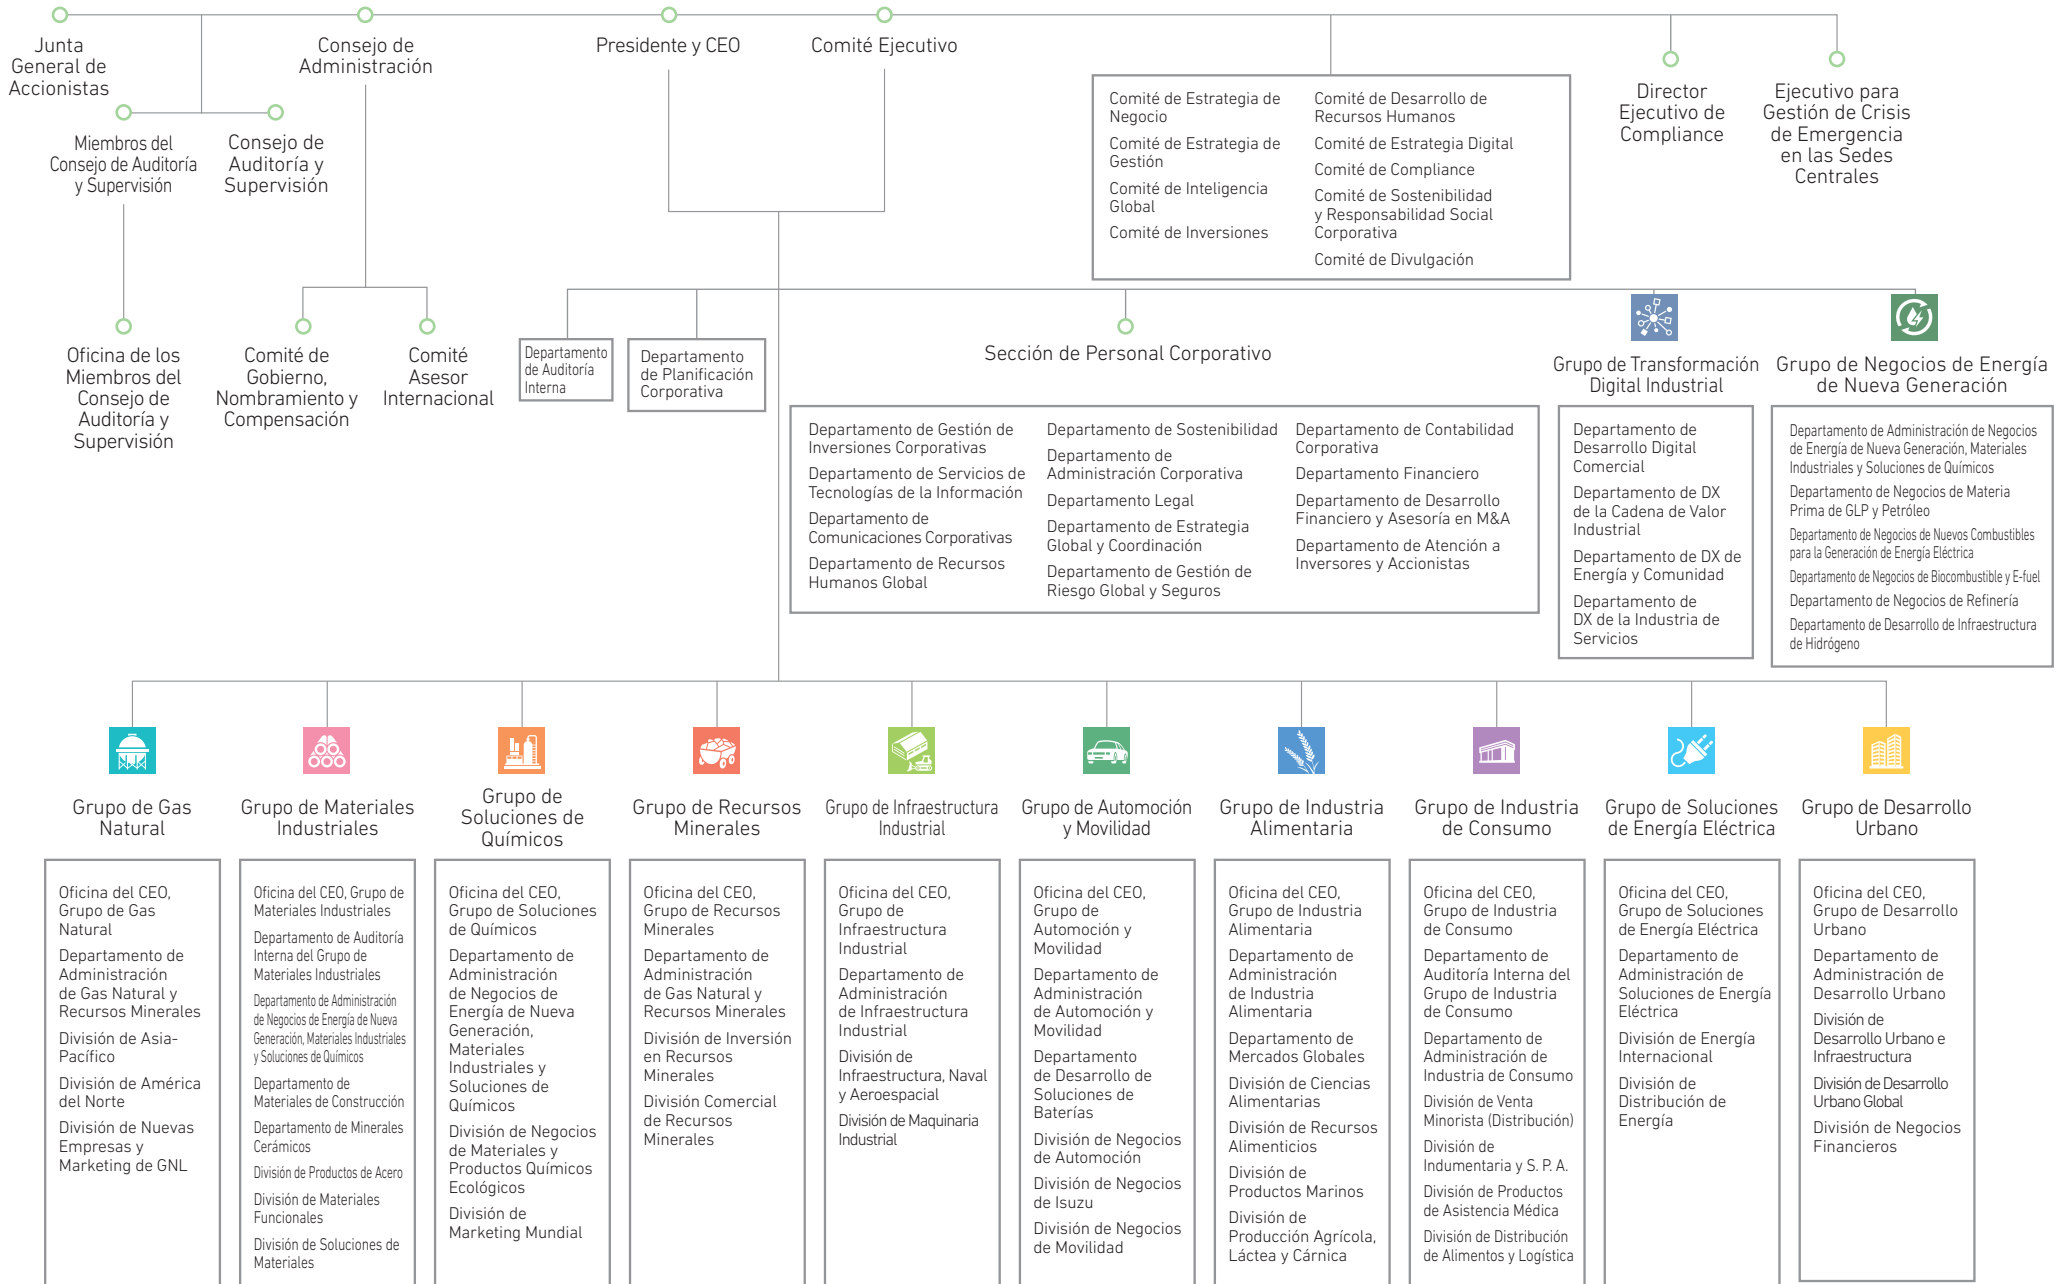 Junta
General de
Accionistas
Consejo de
Administración
Presidente y CEO
Comité Ejecutivo
Miembros del
Consejo de Auditoría
y Supervisión
Consejo de
Auditoría y
Supervisión
Comité de Estrategia de
Negocio
Comité de Estrategia de
Gestión
Comité de Inteligencia
Global
Comité de Inversiones
Comité de Desarrollo de
Recursos Humanos
Comité de Estrategia Digital
Comité de Compliance
Comité de Sostenibilidad
y Responsabilidad Social
Corporativa
Comité de Divulgación
Director
Ejecutivo de
Compliance
Ejecutivo para
Gestión de Crisis
de Emergencia
en las Sedes
Centrales
Oficina de los
Miembros del
Consejo de
Auditoría y
Supervisión
Comité de
Gobierno,
Nombramiento y
Compensación
Comité
Asesor
Internacional
Departamento
de Auditoría
Interna
Departamento
de Planificación
Corporativa
Sección de Personal Corporativo
Departamento de Gestión de
Inversiones Corporativas
Departamento de Servicios de
Tecnologías de la Información
Departamento de
Comunicaciones Corporativas
Departamento de Recursos
Humanos Global
Departamento de Sostenibilidad
Departamento de
Administración Corporativa
Departamento Legal
Departamento de Estrategia
Global y Coordinación
Departamento de Gestión de
Riesgo Global y Seguros
Departamento de Contabilidad
Corporativa
Departamento Financiero
Departamento de Desarrollo
Financiero y Asesoría en M&A
Departamento de Atención a
Inversores y Accionistas
Grupo de Transformación
Digital Industrial
Departamento de
Desarrollo Digital
Comercial
Departamento de DX
de la Cadena de Valor
Industrial
Departamento de DX de
Energía y Comunidad
Departamento de
DX de la Industria de
Servicios
Grupo de Negocios de Energía
de Nueva Generación
Departamento de Administración de Negocios
de Energía de Nueva Generación, Materiales
Industriales y Soluciones de Químicos
Departamento de Negocios de Materia
Prima de GLP y Petróleo
Departamento de Negocios de Nuevos Combustibles
para la Generación de Energía Eléctrica
Departamento de Negocios de Biocombustible y E-fuel
Departamento de Negocios de Refinería
Departamento de Desarrollo de Infraestructura
de Hidrógeno
Grupo de Gas
Natural
Oficina del CEO,
Grupo de Gas
Natural
Departamento de
Administración
de Gas Natural y
Recursos Minerales
División de Asia-
Pacífico
División de América
del Norte
División de Nuevas
Empresas y
Marketing de GNL
Grupo de Materiales
Industriales
Oficina del CEO, Grupo de
Materiales Industriales
Departamento de Auditoría
Interna del Grupo de
Materiales Industriales
Departamento de Administración
de Negocios de Energía de Nueva
Generación, Materiales Industriales
y Soluciones de Químicos
Departamento de
Materiales de Construcción
Departamento de Minerales
Cerámicos
División de Productos de Acero
División de Materiales
Funcionales
División de Soluciones de
Materiales
Grupo de
Soluciones de
Químicos
Oficina del CEO,
Grupo de Soluciones
de Químicos
Departamento de
Administración
de Negocios de
Energía de Nueva
Generación,
Materiales
Industriales y
Soluciones de
Químicos
División de Negocios
de Materiales y
Productos Químicos
Ecológicos
División de
Marketing Mundial
Grupo de Recursos
Minerales
Oficina del CEO,
Grupo de Recursos
Minerales
Departamento de
Administración
de Gas Natural y
Recursos Minerales
División de Inversión
en Recursos
Minerales
División Comercial
de Recursos
Minerales
Grupo de Infraestructura
Industrial
Oficina del CEO,
Grupo de
Infraestructura
Industrial
Departamento de
Administración
de Infraestructura
Industrial
División de
Infraestructura, Naval
y Aeroespacial
División de Maquinaria
Industrial
Grupo de Automoción
y Movilidad
Oficina del CEO,
Grupo de
Automoción y
Movilidad
Departamento de
Administración
de Automoción y
Movilidad
Departamento
de Desarrollo de
Soluciones de
Baterías
División de Negocios
de Automoción
División de Negocios
de Isuzu
División de Negocios
de Movilidad
Grupo de Industria
Alimentaria
Oficina del CEO,
Grupo de Industria
Alimentaria
Departamento de
Administración
de Industria
Alimentaria
Departamento de
Mercados Globales
División de Ciencias
Alimentarias
División de Recursos
Alimenticios
División de
Productos Marinos
División de
Producción Agrícola,
Láctea y Cárnica
Grupo de Industria
de Consumo
Oficina del CEO,
Grupo de Industria
de Consumo
Departamento de
Auditoría Interna del
Grupo de Industria
de Consumo
Departamento de
Administración de
Industria de Consumo
División de Venta
Minorista (Distribución)
División de
Indumentaria y S. P. A.
División de Productos
de Asistencia Médica
División de Distribución
de Alimentos y Logística
Grupo de Soluciones
de Energía Eléctrica
Oficina del CEO,
Grupo de Soluciones
de Energía Eléctrica
Departamento de
Administración de
Soluciones de Energía
Eléctrica
División de Energía
Internacional
División de
Distribución de
Energía
Grupo de Desarrollo
Urbano
Oficina del CEO,
Grupo de Desarrollo
Urbano
Departamento de
Administración de
Desarrollo Urbano
División de
Desarrollo Urbano e
Infraestructura
División de Desarrollo
Urbano Global
División de Negocios
Financieros